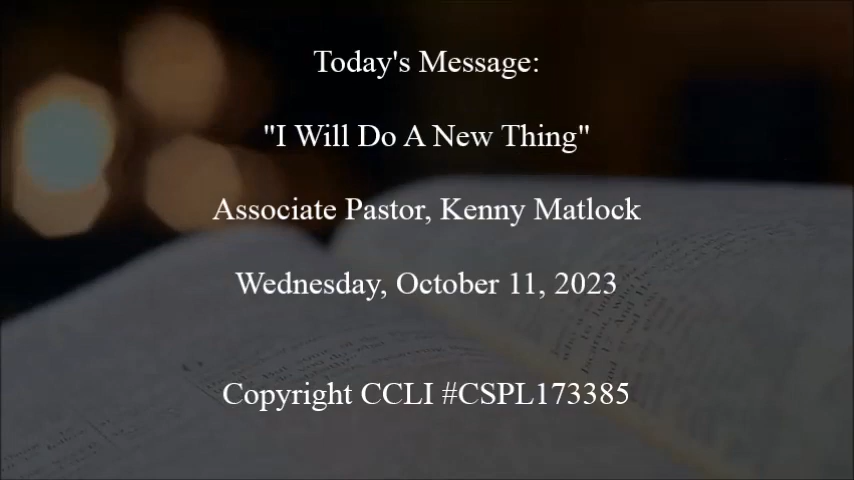 Today's Message:
"I Will Do A New Thing"
Associate Pastor, Kenny Matlock
Wednesday, October 11, 2023
Copyright CCLI #CSPL173385